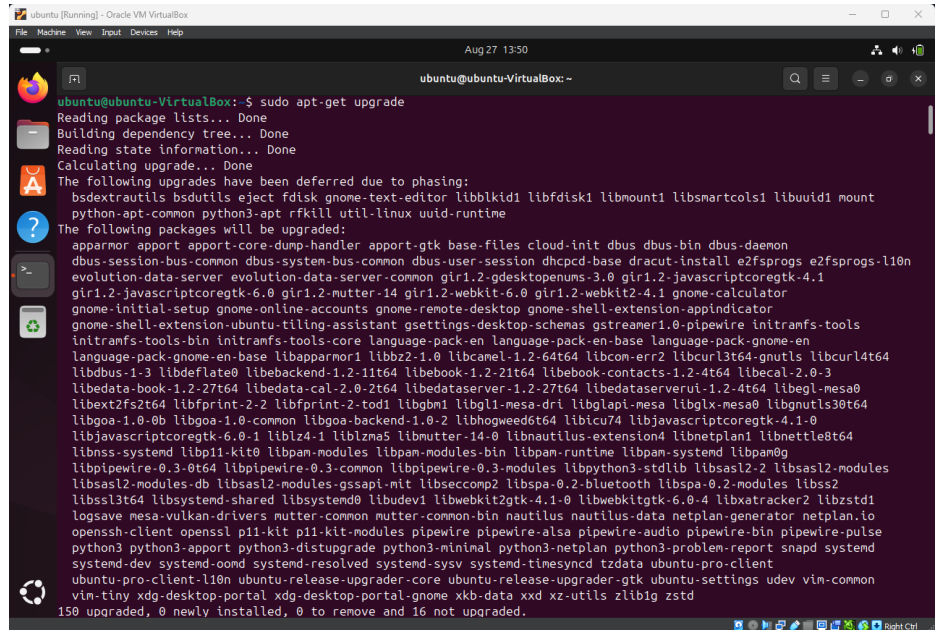 ubuntu [Running] - Oracle VM VirtualBox
File Machine View Input Devices Help
Aug 27 13:50
ubuntu@ubuntu-VirtualBox: ~
ubuntu@ubuntu-VirtualBox:~$ sudo apt-get upgrade
Reading package lists... Done
Building dependency tree... Done
Reading state information... Done
Calculating upgrade... Done
The following upgrades have been deferred due to phasing:
bsdextrautils bsdutils eject fdisk gnome-text-editor libblkid1 libfdisk1 libmount1 libsmartcols1 libuuid1 mount
python-apt-common python3-apt rfkill util-linux uuid-runtime
The following packages will be upgraded:
apparmor apport apport-core-dump-handler apport-gtk base-files cloud-init dbus dbus-bin dbus-daemon
dbus-session-bus-common dbus-system-bus-common dbus-user-session dhcpcd-base dracut-install e2fsprogs e2fsprogs-l10n
evolution-data-server evolution-data-server-common gir1.2-gdesktopenums-3.0 gir1.2-javascriptcoregtk-4.1
gir1.2-javascriptcoregtk-6.0 gir1.2-mutter-14 gir1.2-webkit-6.0 gir1.2-webkit2-4.1 gnome-calculator
gnome-initial-setup gnome-online-accounts gnome-remote-desktop gnome-shell-extension-appindicator
gnome-shell-extension-ubuntu-tiling-assistant gsettings-desktop-schemas gstreamer1.0-pipewire initramfs-tools
initramfs-tools-bin initramfs-tools-core language-pack-en language-pack-en-base language-pack-gnome-en
language-pack-gnome-en-base libapparmor1 libbz2-1.0 libcamel-1.2-64t64 libcom-err2 libcurl3t64-gnutls libcurl4t64
libdbus-1-3 libdeflate0 libebackend-1.2-11t64 libebook-1.2-21t64 libebook-contacts-1.2-4t64 libecal-2.0-3
libedata-book-1.2-27t64 libedata-cal-2.0-2t64 libedataserver-1.2-27t64 libedataserverui-1.2-4t64 libegl-mesa0
libext2fs2t64 libfprint-2-2 libfprint-2-tod1 libgbm1 libgl1-mesa-dri libglapi-mesa libglx-mesa0 libgnutls30t64
libgoa-1.0-0b libgoa-1.0-common libgoa-backend-1.0-2 libhogweed6t64 libicu74 libjavascriptcoregtk-4.1-0
libjavascriptcoregtk-6.0-1 liblz4-1 liblzma5 libmutter-14-0 libnautilus-extension4 libnetplan1 libnettle8t64
libnss-systemd libp11-kit0 libpam-modules libpam-modules-bin libpam-runtime libpam-systemd libpam0g
libpipewire-0.3-0t64 libpipewire-0.3-common libpipewire-0.3-modules libpython3-stdlib libsasl2-2 libsasl2-modules
libsasl2-modules-db libsasl2-modules-gssapi-mit libseccomp2 libspa-0.2-bluetooth libspa-0.2-modules libss2
libssl3t64 libsystemd-shared libsystemd0 libudev1 libwebkit2gtk-4.1-0 libwebkitgtk-6.0-4 libxatracker2 libzstd1
logsave mesa-vulkan-drivers mutter-common mutter-common-bin nautilus nautilus-data netplan-generator netplan.io
openssh-client openssl p11-kit p11-kit-modules pipewire pipewire-alsa pipewire-audio pipewire-bin pipewire-pulse
python3 python3-apport python3-distupgrade python3-minimal python3-netplan python3-problem-report snapd systemd
systemd-dev systemd-oomd systemd-resolved systemd-sysv systemd-timesyncd tzdata ubuntu-pro-client
ubuntu-pro-client-l10n ubuntu-release-upgrader-core ubuntu-release-upgrader-gtk ubuntu-settings udev vim-common
vim-tiny xdg-desktop-portal xdg-desktop-portal-gnome xkb-data xxd xz-utils zlib1g zstd
150 upgraded, 0 newly installed, 0 to remove and 16 not upgraded.
Right Ctrl